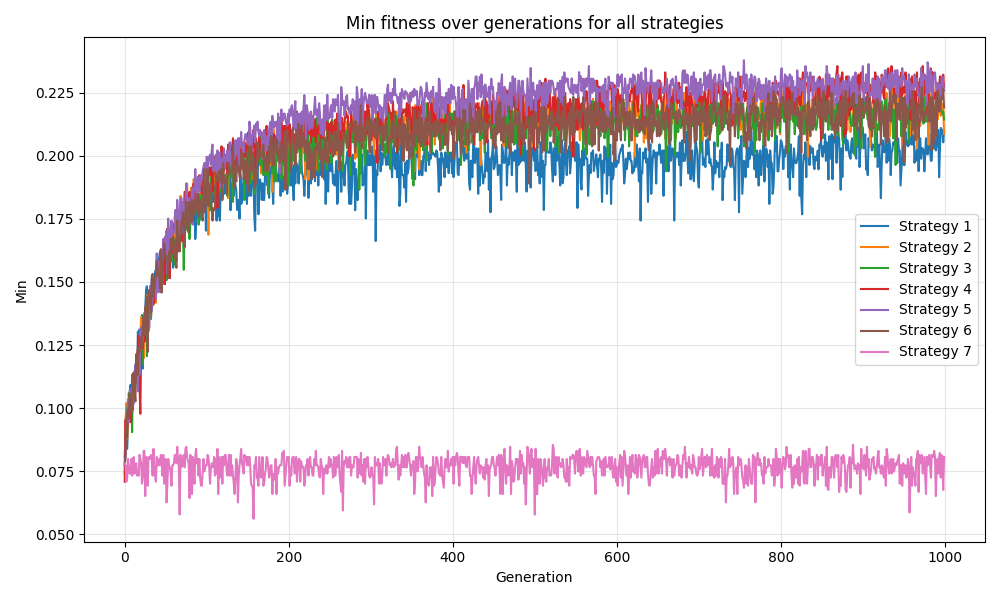 Min fitness over generations for all strategies
Min
0.225
0.200
0.175
0.150
0.125
0.100
0.075
0.050
Strategy 1
Strategy 2
Strategy 3
Strategy 4
Strategy 5
Strategy 6
Strategy 7
0 200 400 600 800 1000
Generation